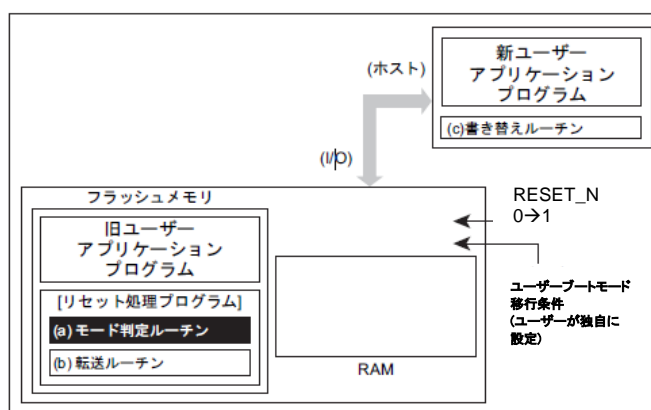 新ユーザー
アプリケーション
プログラム
(ホスト)
(c)書き替えルーチン
(I/O)
フラッシュメモリ
RESET_N
0→1
旧ユーザー
アプリケーション
プログラム
ユーザーブートモード
移行条件
(ユーザーが独自に
設定)
[リセット処理プログラム]
(a)モード判定ルーチン
(b)転送ルーチン
RAM